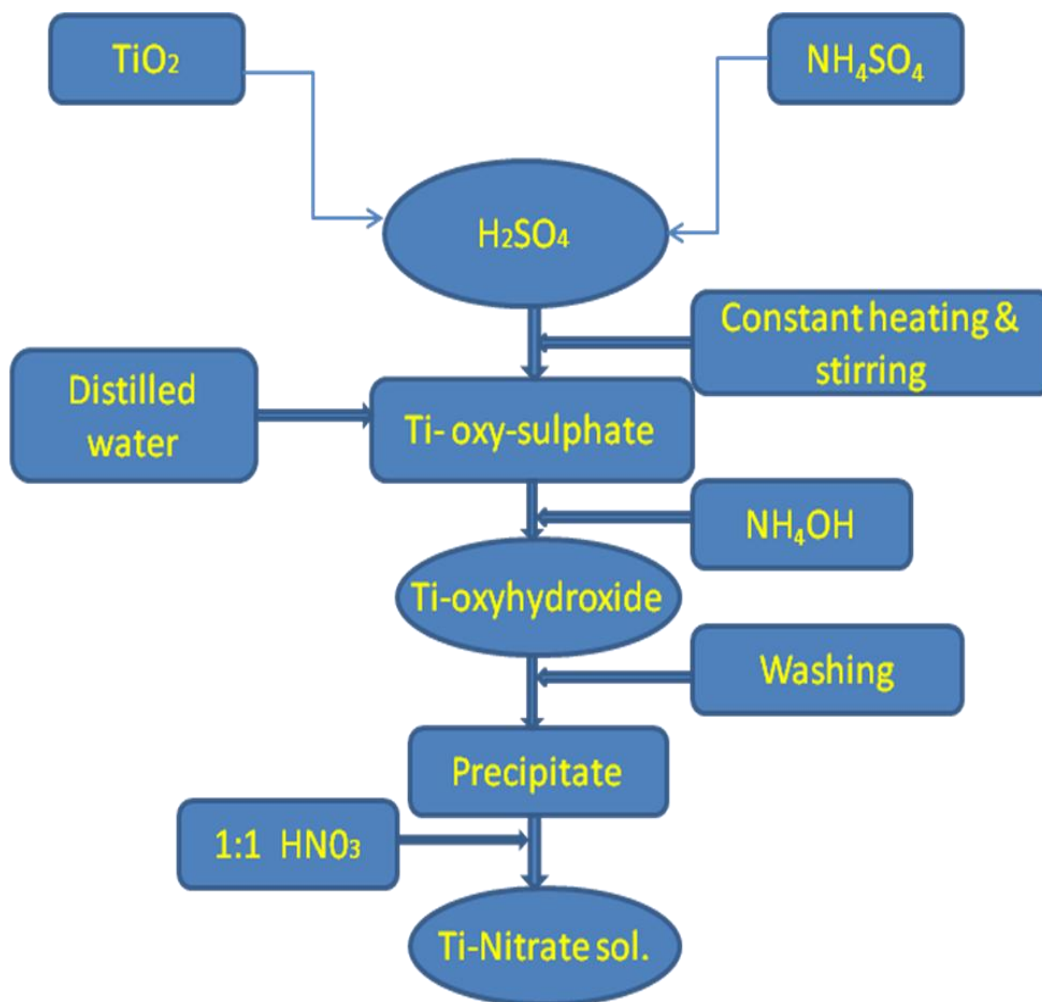 TiO₂
NH₄SO₄
H₂SO₄
Constant heating &
stirring
Distilled
water
Ti- oxy-sulphate
NH₄OH
Ti-oxyhydroxide
Washing
Precipitate
1:1 HN0₃
Ti-Nitrate sol.